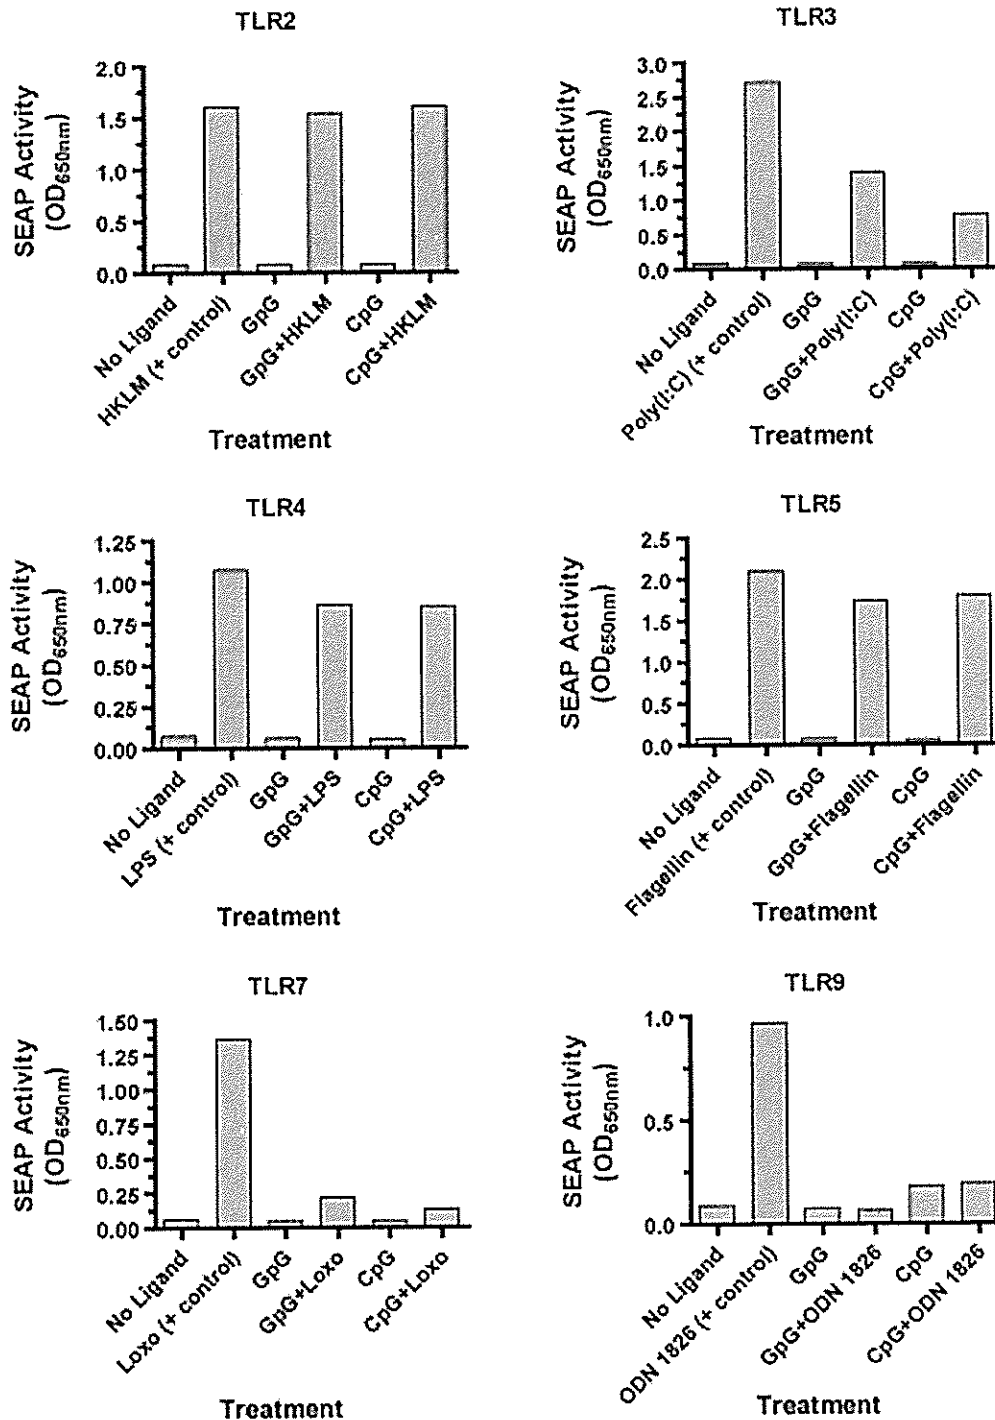 TLR2
SEAP Activity
(OD650nm)
2.0
1.5
1.0
0.5
0.0
No Ligand
HKLM (+ control)
GpG
GpG+HKLM
CpG
CpG+HKLM
Treatment
TLR3
SEAP Activity
(OD650nm)
3.0
2.5
2.0
1.5
1.0
0.5
0.0
No Ligand
Poly(I:C) (+ control)
GpG
GpG+Poly(I:C)
CpG
CpG+Poly(I:C)
Treatment
TLR4
SEAP Activity
(OD650nm)
1.25
1.00
0.75
0.50
0.25
0.00
No Ligand
LPS (+ control)
GpG
GpG+LPS
CpG
CpG+LPS
Treatment
TLR5
SEAP Activity
(OD650nm)
2.5
2.0
1.5
1.0
0.5
0.0
No Ligand
Flagellin (+ control)
GpG
GpG+Flagellin
CpG
CpG+Flagellin
Treatment
TLR7
SEAP Activity
(OD650nm)
1.50
1.25
1.00
0.75
0.50
0.25
0.00
No Ligand
Loxo (+ control)
GpG
GpG+Loxo
CpG
CpG+Loxo
Treatment
TLR9
SEAP Activity
(OD650nm)
1.0
0.5
0.0
No Ligand
ODN 1826 (+ control)
GpG
GpG+ODN 1826
CpG
CpG+ODN 1826
Treatment